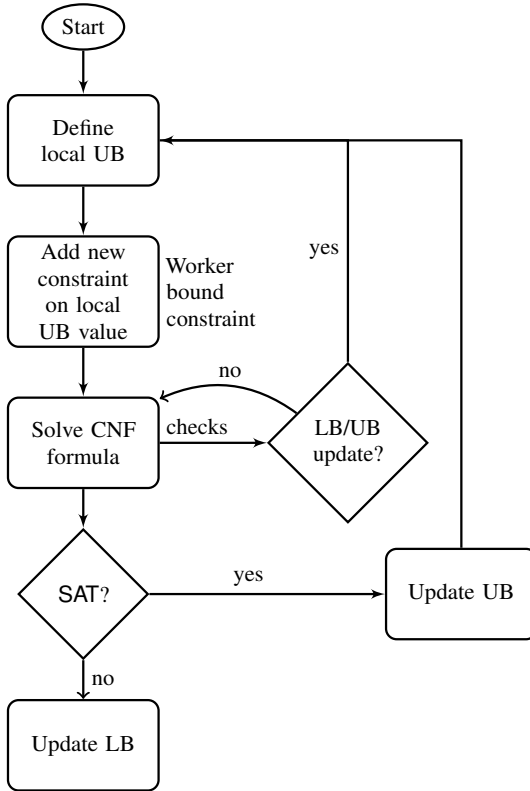 Start
Define
local UB
Add new
constraint
on local
UB value
Worker
bound
constraint
yes
no
Solve CNF
formula
checks
LB/UB
update?
SAT?
yes
Update UB
no
Update LB